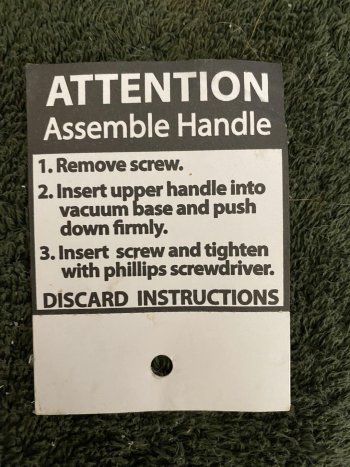 ATTENTION
Assemble Handle
1. Remove screw.
2. Insert upper handle into
vacuum base and push
down firmly.
3. Insert screw and tighten
with phillips screwdriver.
DISCARD INSTRUCTIONS